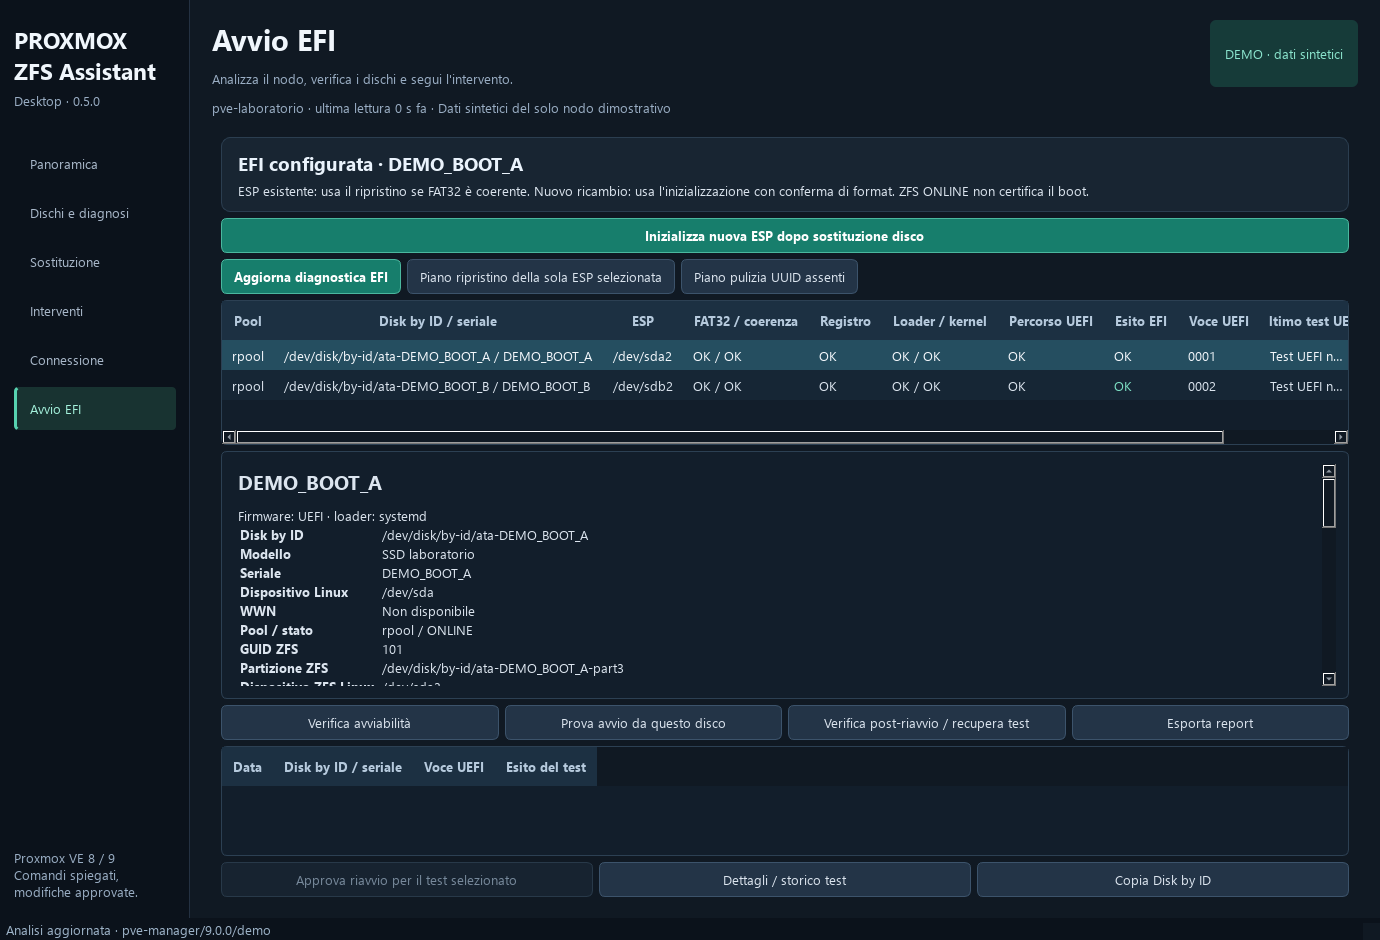 PROXMOX
ZFS Assistant
Desktop · 0.5.0
Panoramica
Dischi e diagnosi
Sostituzione
Interventi
Connessione
Avvio EFI
Proxmox VE 8 / 9
Comandi spiegati,
modifiche approvate.
Avvio EFI
Analizza il nodo, verifica i dischi e segui l'intervento.
pve-laboratorio · ultima lettura 0 s fa · Dati sintetici del solo nodo dimostrativo
DEMO · dati sintetici
EFI configurata · DEMO_BOOT_A
ESP esistente: usa il ripristino se FAT32 è coerente. Nuovo ricambio: usa l'inizializzazione con conferma di format. ZFS ONLINE non certifica il boot.
Inizializza nuova ESP dopo sostituzione disco
Aggiorna diagnostica EFI Piano ripristino della sola ESP selezionata Piano pulizia UUID assenti
Pool Disk by ID / seriale ESP FAT32 / coerenza Registro Loader / kernel Percorso UEFI Esito EFI Voce UEFI ltimo test UE
rpool /dev/disk/by-id/ata-DEMO_BOOT_A / DEMO_BOOT_A /dev/sda2 OK / OK OK OK / OK OK OK 0001 Test UEFI n...
rpool /dev/disk/by-id/ata-DEMO_BOOT_B / DEMO_BOOT_B /dev/sdb2 OK / OK OK OK / OK OK OK 0002 Test UEFI n...
DEMO_BOOT_A
Firmware: UEFI · loader: systemd
Disk by ID /dev/disk/by-id/ata-DEMO_BOOT_A
Modello SSD laboratorio
Seriale DEMO_BOOT_A
Dispositivo Linux /dev/sda
WWN Non disponibile
Pool / stato rpool / ONLINE
GUID ZFS 101
Partizione ZFS /dev/disk/by-id/ata-DEMO_BOOT_A-part3
Dispositivo ZFS Linux
Verifica avviabilità Prova avvio da questo disco Verifica post-riavvio / recupera test Esporta report
Data Disk by ID / seriale Voce UEFI Esito del test
Approva riavvio per il test selezionato Dettagli / storico test Copia Disk by ID
Analisi aggiornata · pve-manager/9.0.0/demo